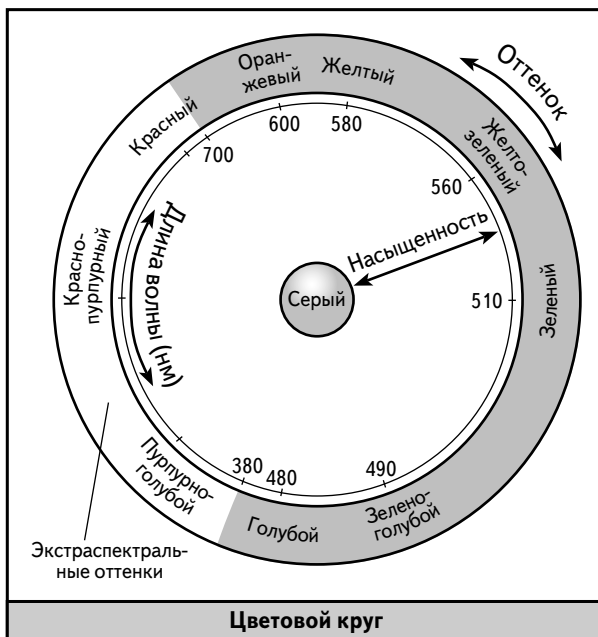 Оран-
жевый
Желтый
Оттенок
Красный
700
600
580
Желто-
зеленый
560
Длина волны (нм)
Насыщенность
Красно-
пурпурный
Серый
510
Зеленый
Пурпурно-
голубой
380
480
490
Голубой
Зелено-
голубой
Экстраспектраль-
ные оттенки
Цветовой круг